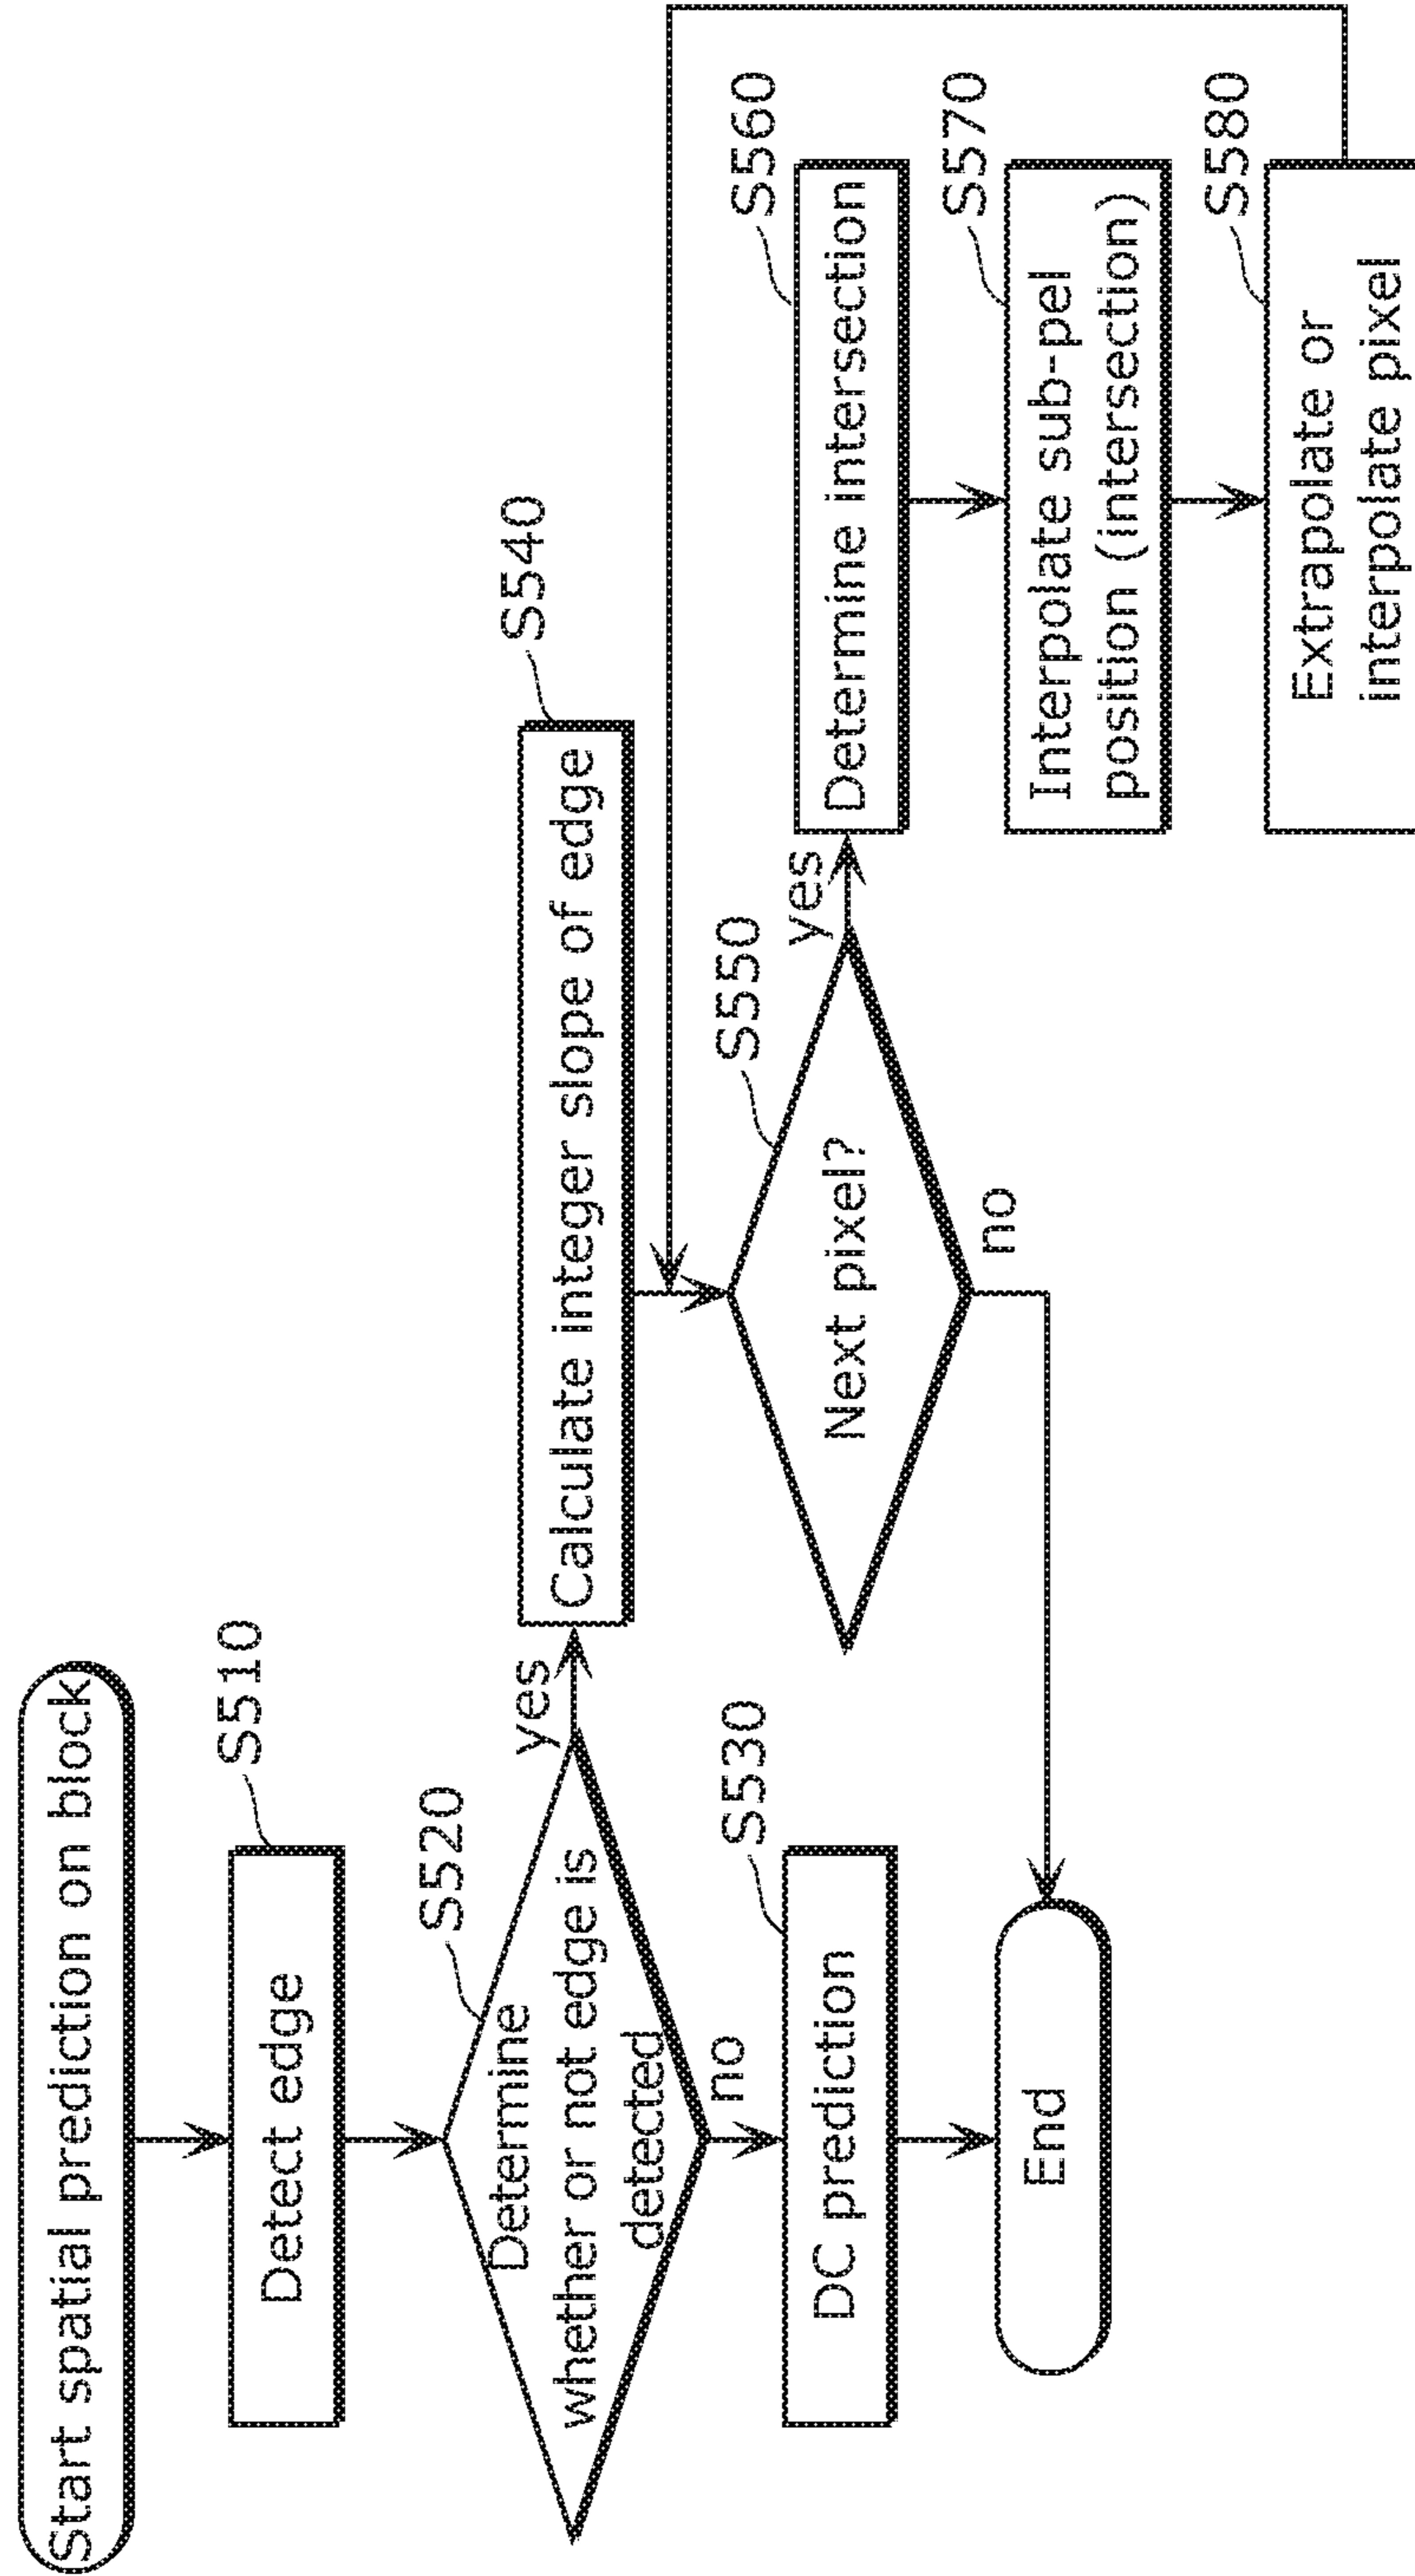 Start spatial prediction on block
S510
Detect edge
S520
Determine
whether or not edge is
detected
yes
no
S530
DC prediction
End
S540
Calculate integer slope of edge
S550
Next pixel?
yes
no
S560
Determine intersection
S570
Interpolate sub-pel
position (intersection)
S580
Extrapolate or
interpolate pixel